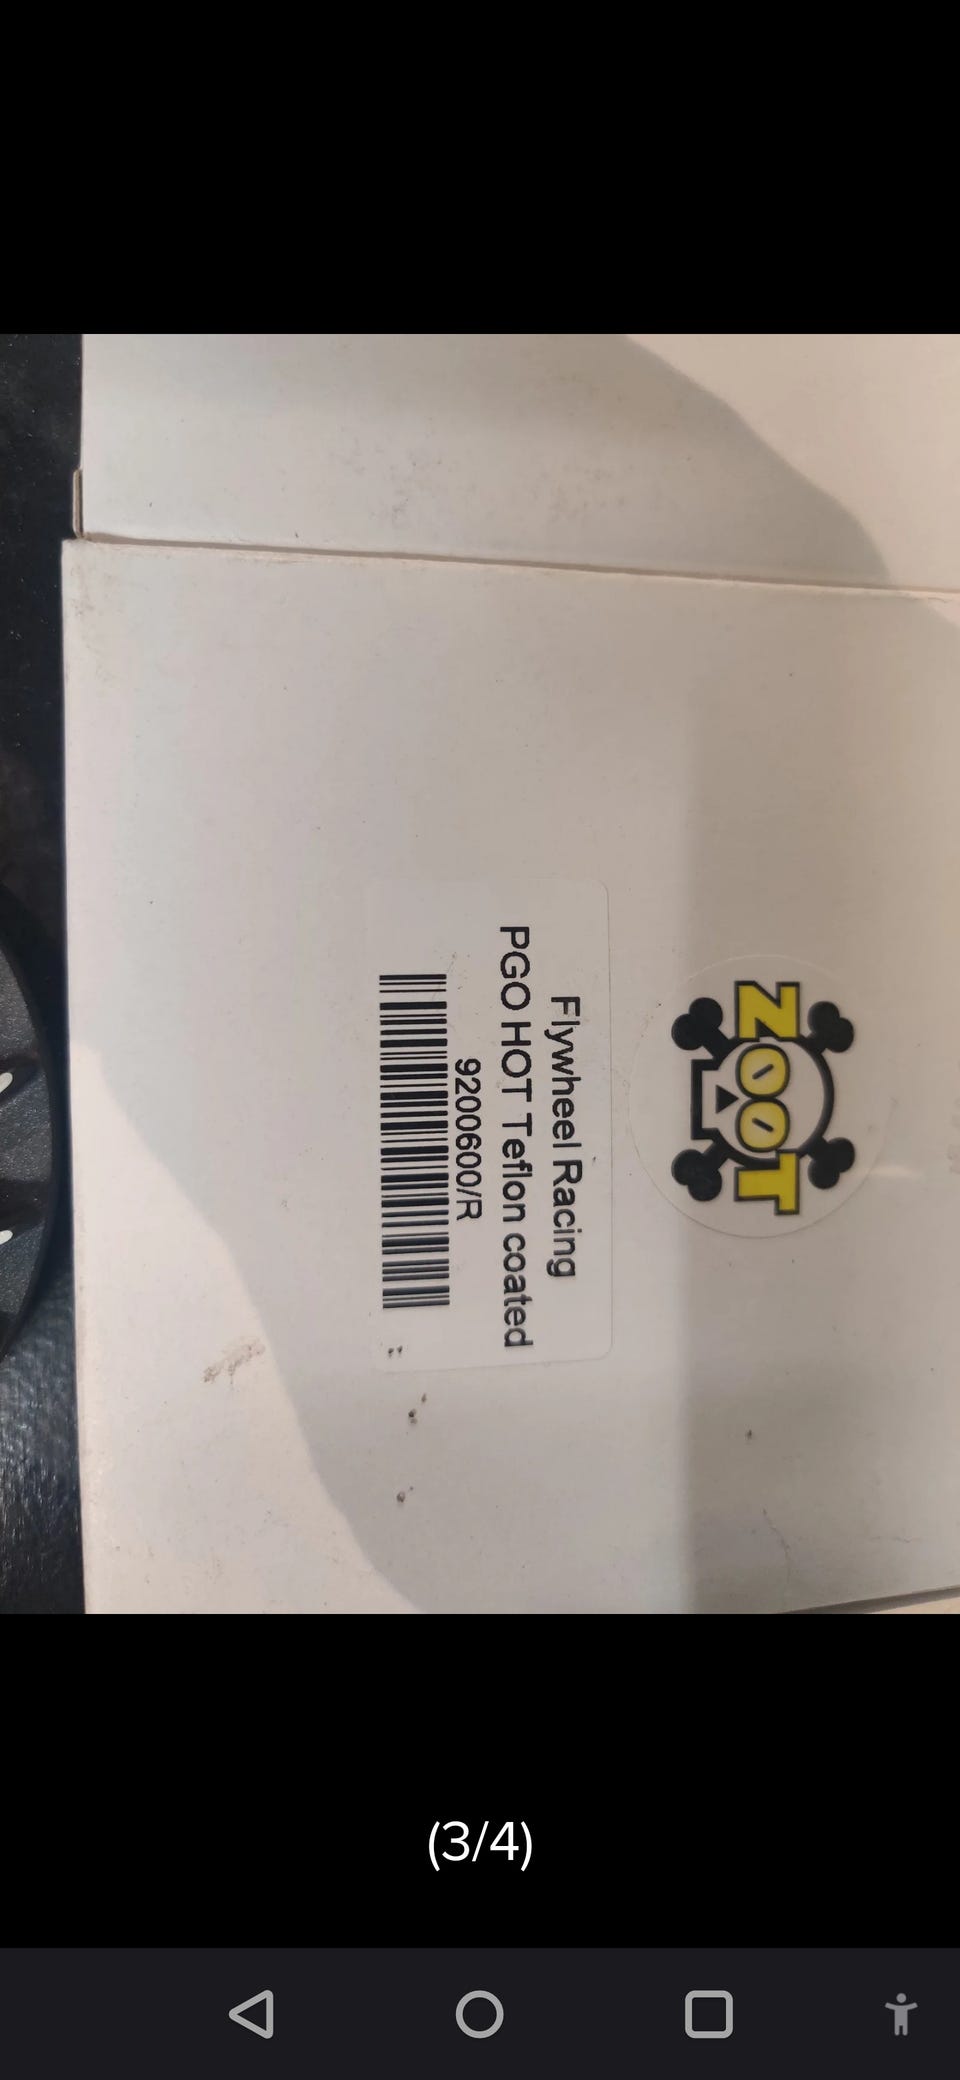 ZOOT
Flywheel Racing
PGO HOT Teflon coated
9200600/R
(3/4)